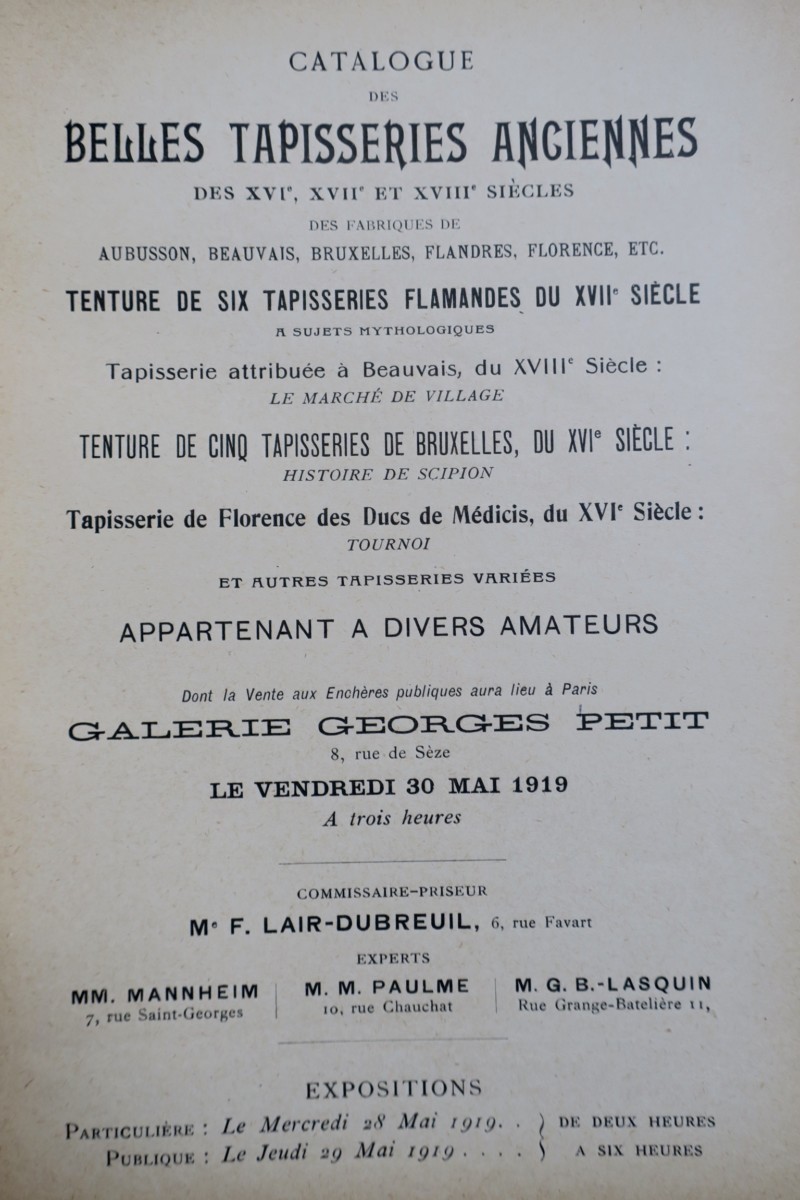 CATALOGUE
DES
BELLES TAPISSERIES ANCIENNES
DES XVIe, XVIIe ET XVIIIe SIÈCLES
DES FABRIQUES DE
AUBUSSON, BEAUVAIS, BRUXELLES, FLANDRES, FLORENCE, ETC.
TENTURE DE SIX TAPISSERIES FLAMANDES DU XVIIe SIÈCLE
A SUJETS MYTHOLOGIQUES
Tapisserie attribuée à Beauvais, du XVIIIe Siècle :
LE MARCHÉ DE VILLAGE
TENTURE DE CINQ TAPISSERIES DE BRUXELLES, DU XVIe SIÈCLE :
HISTOIRE DE SCIPION
Tapisserie de Florence des Ducs de Médicis, du XVIe Siècle :
TOURNOI
ET AUTRES TAPISSERIES VARIÉES
APPARTENANT A DIVERS AMATEURS
Dont la Vente aux Enchères publiques aura lieu à Paris
GALERIE GEORGES PETIT
8, rue de Sèze
LE VENDREDI 30 MAI 1919
A trois heures
COMMISSAIRE-PRISEUR
Me F. LAIR-DUBREUIL, 6, rue Favart
EXPERTS
MM. MANNHEIM
7, rue Saint-Georges
M. M. PAULME
10, rue Chauchat
M. G. B.-LASQUIN
Rue Grange-Batelière 11,
EXPOSITIONS
PARTICULIÈRE : Le Mercredi 28 Mai 1919. . } DE DEUX HEURES
PUBLIQUE : Le Jeudi 29 Mai 1919 . . . . } A SIX HEURES